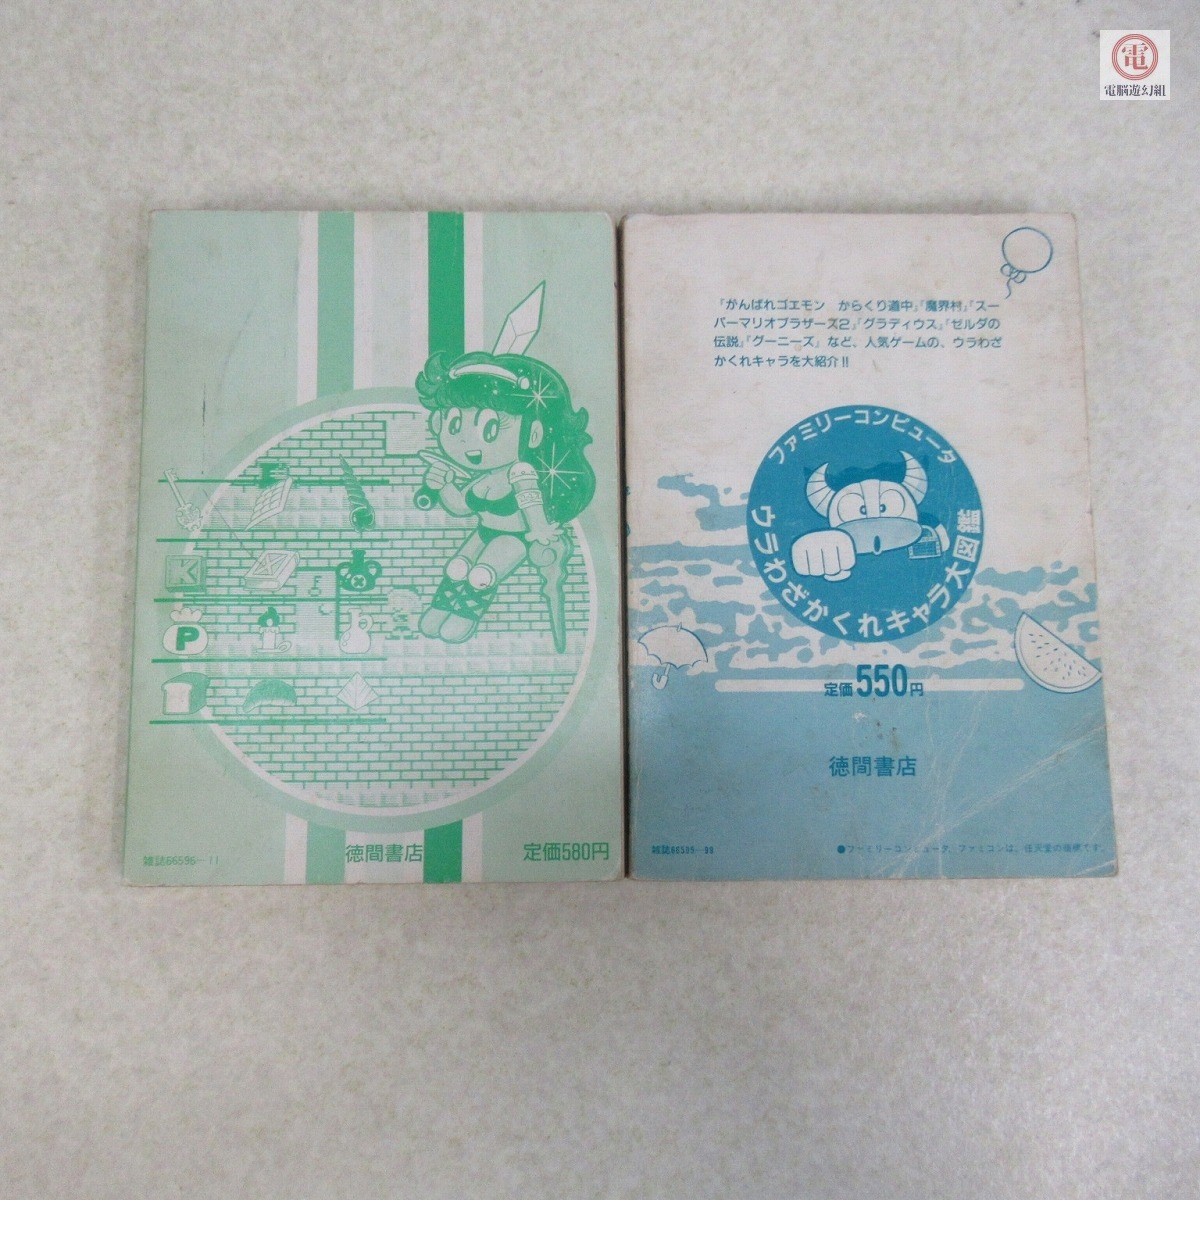 電
電脳遊幻組
K
P
雑誌66596-11
徳間書店
定価580円
「がんばれゴエモン からくり道中」「魔界村」「スー
パーマリオブラザーズ2」「グラディウス」「ゼルダの
伝説」「グーニーズ」など、人気ゲームの、ウラわざ
かくれキャラを大紹介!!
ファミリーコンピュータ
ウラわざかくれキャラ大図鑑
定価550円
徳間書店
雑誌66595-99
●ファミリーコンピュータ、ファミコンは、任天堂の商標です。